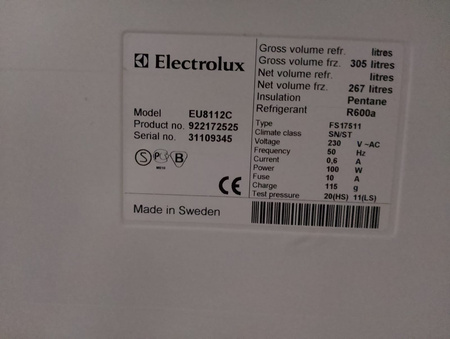 Electrolux
Model EU8112C
Product no. 922172525
Serial no. 31109345
S P B
CE
Made in Sweden
Gross volume refr. litres
Gross volume frz. 305 litres
Net volume refr. litres
Net volume frz. 267 litres
Insulation Pentane
Refrigerant R600a
Type FS17511
Climate class SN/ST
Voltage 230 V ~AC
Frequency 50 Hz
Current 0,6 A
Power 100 W
Fuse 10 A
Charge 115 g
Test pressure 20(HS) 11(LS)